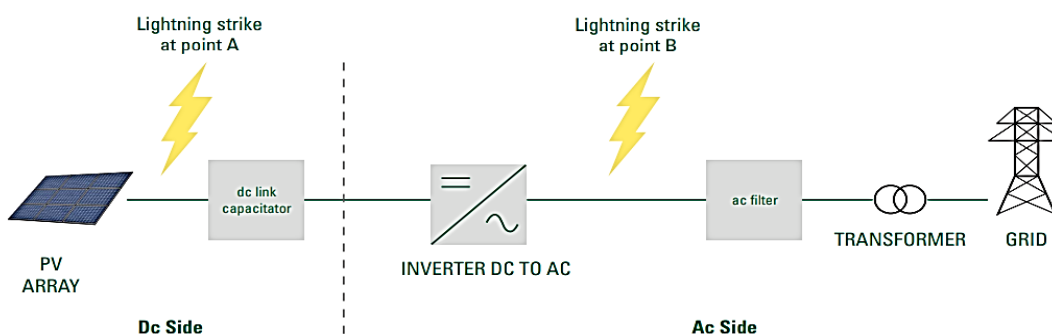 Lightning strike
at point A
Lightning strike
at point B
dc link
capacitator
ac filter
PV
ARRAY
INVERTER DC TO AC
TRANSFORMER
GRID
Dc Side
Ac Side